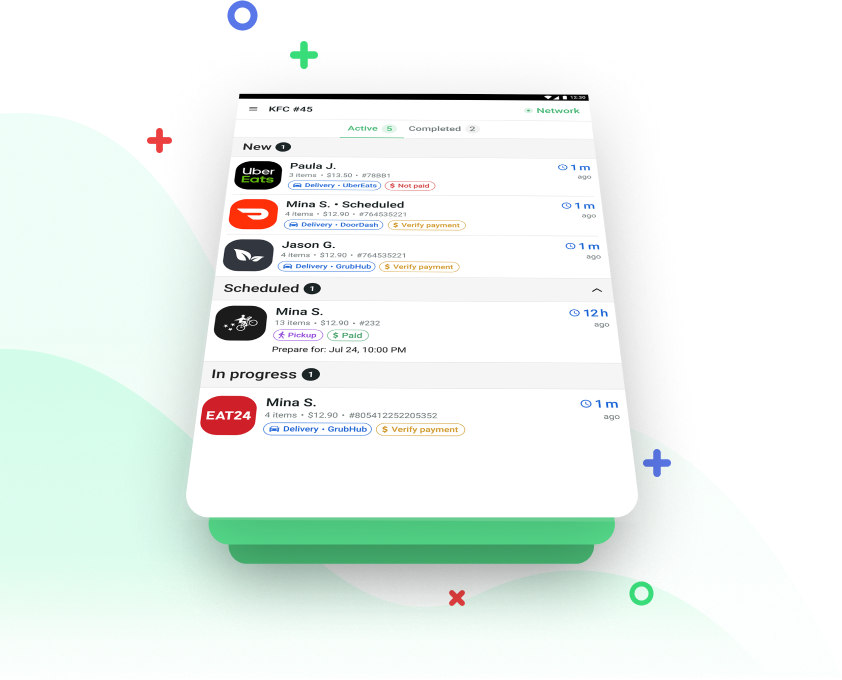 12:30
KFC #45
Network
Active 5 Completed 2
New 1
Uber Eats
Paula J.
1 m
3 items • $13.50 • #78881
ago
Delivery • UberEats
$ Not paid
Mina S. • Scheduled
1 m
4 items • $12.90 • #764535221
ago
Delivery • DoorDash
$ Verify payment
Jason G.
1 m
4 items • $12.90 • #764535221
ago
Delivery • GrubHub
$ Verify payment
Scheduled 1
Mina S.
12 h
13 items • $12.90 • #232
ago
Pickup
$ Paid
Prepare for: Jul 24, 10:00 PM
In progress 1
EAT24
Mina S.
1 m
4 items • $12.90 • #805412252205352
ago
Delivery • GrubHub
$ Verify payment